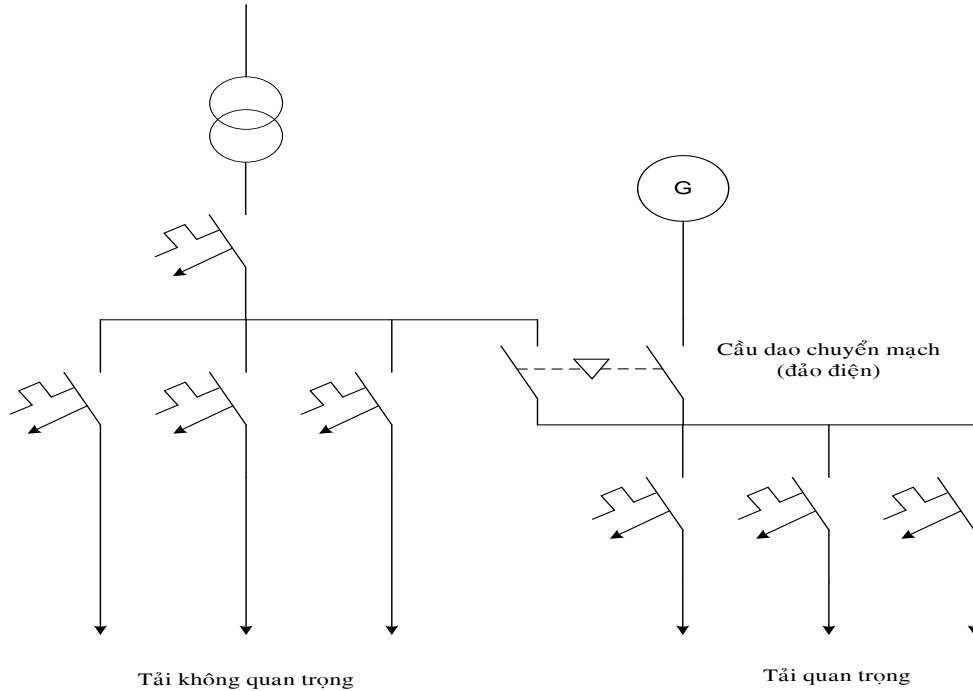 G
Cầu dao chuyển mạch
(đảo điện)
Tải không quan trọng
Tải quan trọng